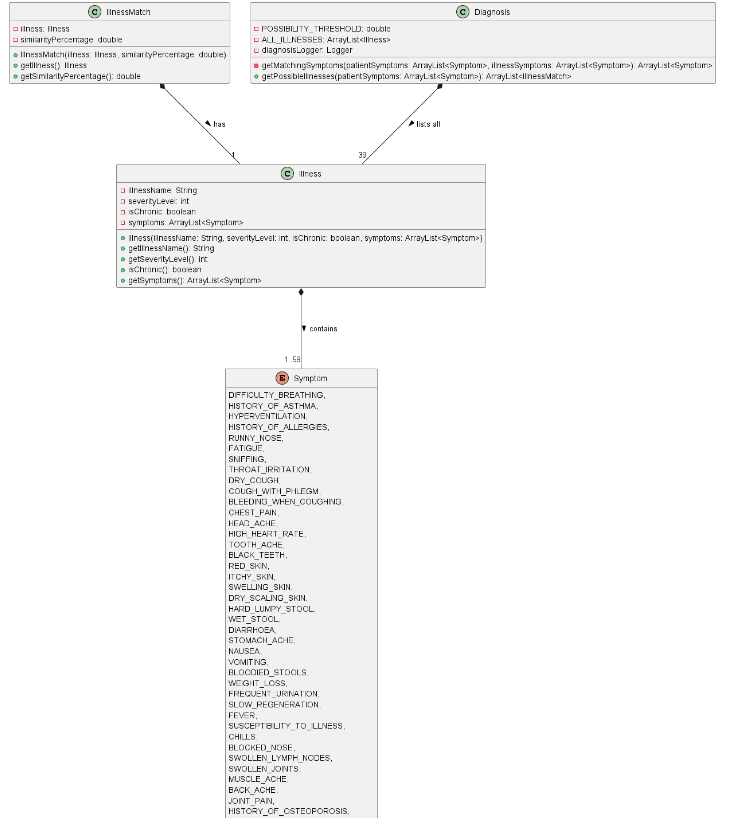 C IllnessMatch
illness: Illness
similarityPercentage: double
IllnessMatch(illness: Illness, similarityPercentage: double)
getIllness(): Illness
getSimilarityPercentage(): double
C Diagnosis
POSSIBILITY_THRESHOLD: double
ALL_ILLNESSES: ArrayList<Illness>
diagnosisLogger: Logger
getMatchingSymptoms(patientSymptoms: ArrayList<Symptom>, illnessSymptoms: ArrayList<Symptom>): ArrayList<Symptom>
getPossibleIllnesses(patientSymptoms: ArrayList<Symptom>): ArrayList<IllnessMatch>
has
lists all
1
39
C Illness
illnessName: String
severityLevel: int
isChronic: boolean
symptoms: ArrayList<Symptom>
Illness(illnessName: String, severityLevel: int, isChronic: boolean, symptoms: ArrayList<Symptom>)
getIllnessName(): String
getSeverityLevel(): int
isChronic(): boolean
getSymptoms(): ArrayList<Symptom>
contains
1..59
E Symptom
DIFFICULTY_BREATHING,
HISTORY_OF_ASTHMA,
HYPERVENTILATION,
HISTORY_OF_ALLERGIES,
RUNNY_NOSE,
FATIGUE,
SNIFFING,
THROAT_IRRITATION,
DRY_COUGH,
COUGH_WITH_PHLEGM,
BLEEDING_WHEN_COUGHING,
CHEST_PAIN,
HEAD_ACHE,
HIGH_HEART_RATE,
TOOTH_ACHE,
BLACK_TEETH,
RED_SKIN,
ITCHY_SKIN,
SWELLING_SKIN,
DRY_SCALING_SKIN,
HARD_LUMPY_STOOL,
WET_STOOL,
DIARRHOEA,
STOMACH_ACHE,
NAUSEA,
VOMITING,
BLOODIED_STOOLS,
WEIGHT_LOSS,
FREQUENT_URINATION,
SLOW_REGENERATION,
FEVER,
SUSCEPTIBILITY_TO_ILLNESS,
CHILLS,
BLOCKED_NOSE,
SWOLLEN_LYMPH_NODES,
SWOLLEN_JOINTS,
MUSCLE_ACHE,
BACK_ACHE,
JOINT_PAIN,
HISTORY_OF_OSTEOPOROSIS,